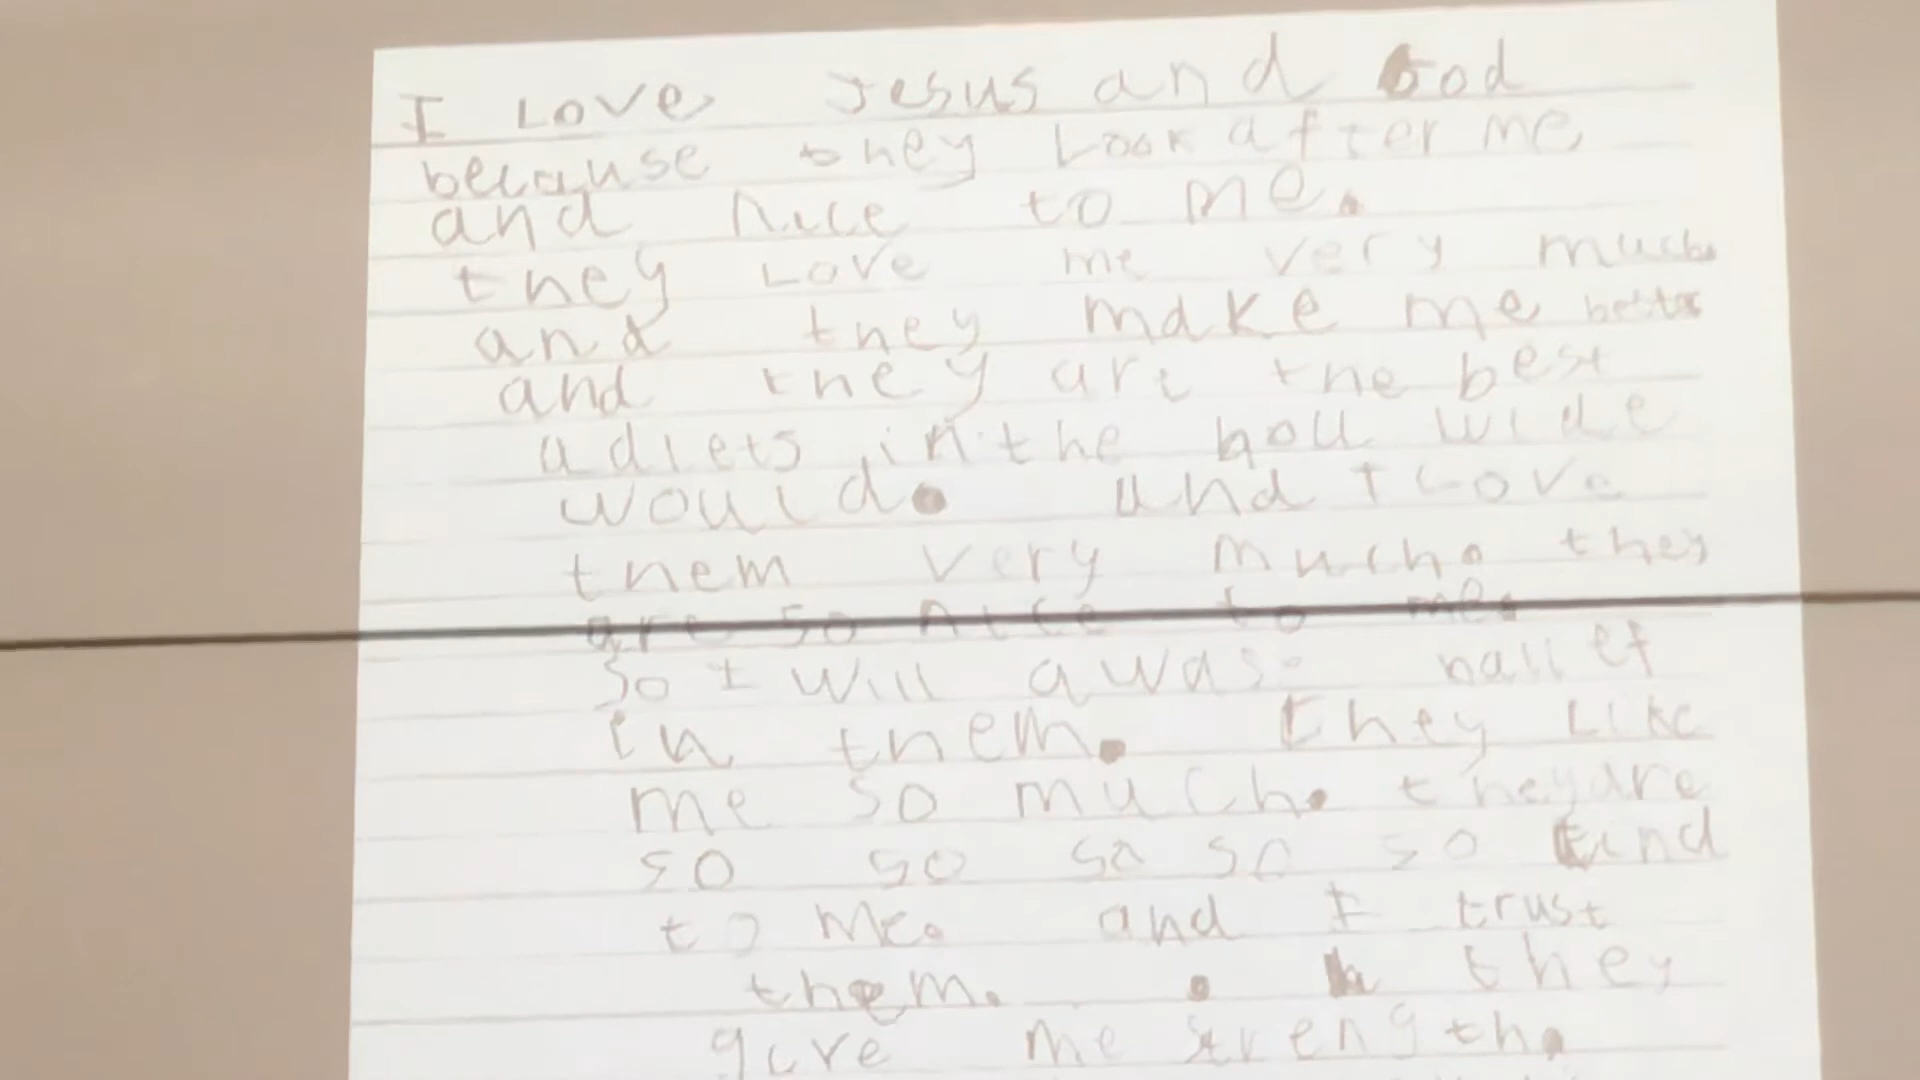 I Love Jesus and God
because they Look after me
and nice to me.
they Love me very much
and they make me better
and they are the best
adlets in the holl wide
would. and I Love
them very much. they
are so nice to me.
So I will awas
in them. they Like
me so much. they are
so so so so so kind
to me. and I trust
them. they
give me strength.